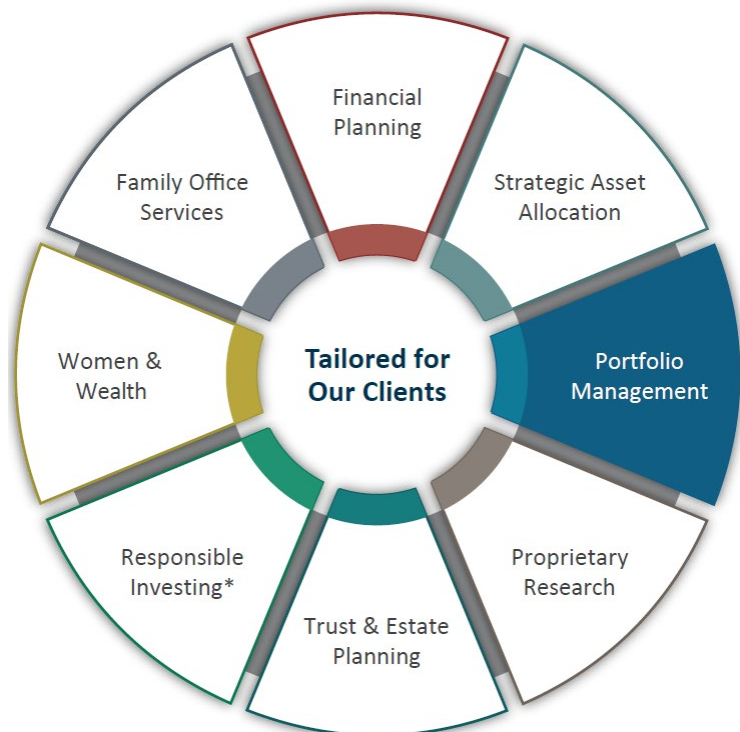 Financial
Planning
Strategic Asset
Allocation
Portfolio
Management
Proprietary
Research
Trust & Estate
Planning
Responsible
Investing*
Women &
Wealth
Family Office
Services
Tailored for
Our Clients